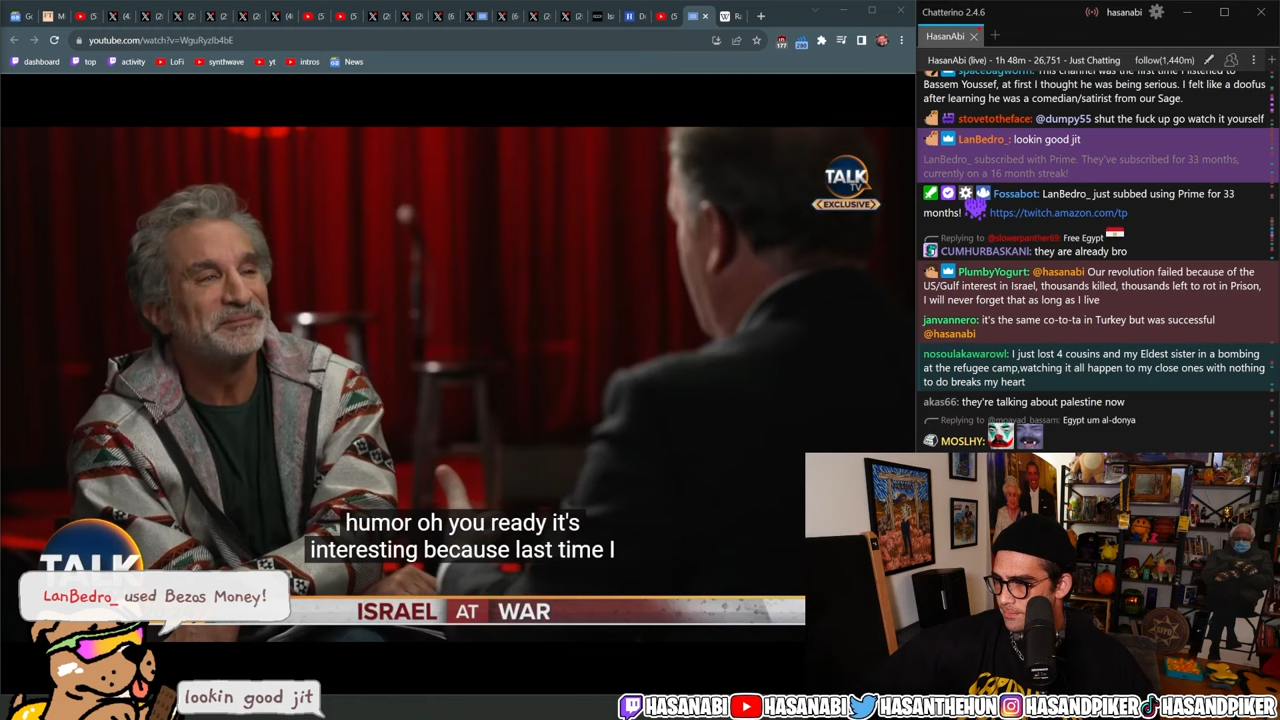 youtube.com/watch?v=WguRyzIb4bE
dashboard
top
activity
LoFi
synthwave
yt
intros
News
TALK
TV
EXCLUSIVE
humor oh you ready it's
interesting because last time I
TALK
ISRAEL AT WAR
LanBedro_ used Bezos Money!
lookin good jit
Chatterino 2.4.6
hasanabi
HasanAbi
HasanAbi (live) - 1h 48m - 26,751 - Just Chatting
follow(1,440m)
spacebagworm: This channel was the first time I listened to
Bassem Youssef, at first I thought he was being serious. I felt like a doofus
after learning he was a comedian/satirist from our Sage.
stovetotheface: @dumpy55 shut the fuck up go watch it yourself
LanBedro_: lookin good jit
LanBedro_ subscribed with Prime. They've subscribed for 33 months,
currently on a 16 month streak!
Fossabot: LanBedro_ just subbed using Prime for 33
months! https://twitch.amazon.com/tp
Replying to @slowerpanther69: Free Egypt
CUMHURBASKANI: they are already bro
PlumbyYogurt: @hasanabi Our revolution failed because of the
US/Gulf interest in Israel, thousands killed, thousands left to rot in Prison,
I will never forget that as long as I live
janvannero: it's the same co-to-ta in Turkey but was successful
@hasanabi
nosoulakawarowl: I just lost 4 cousins and my Eldest sister in a bombing
at the refugee camp,watching it all happen to my close ones with nothing
to do breaks my heart
akas66: they're talking about palestine now
Replying to @moayad_bassam: Egypt um al-donya
MOSLHY:
HASANABI HASANABI HASANTHEHUN HASANDPIKER HASANDPIKER